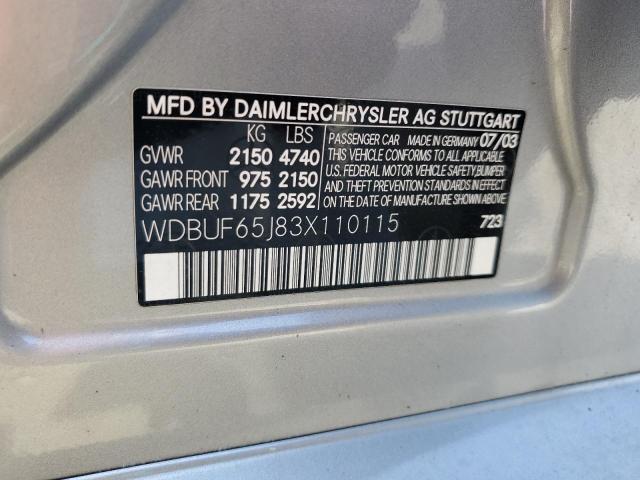 MFD BY DAIMLERCHRYSLER AG STUTTGART
KG LBS
GVWR 2150 4740
GAWR FRONT 975 2150
GAWR REAR 1175 2592
PASSENGER CAR MADE IN GERMANY 07/03
THIS VEHICLE CONFORMS TO ALL APPLICABLE
U.S. FEDERAL MOTOR VEHICLE SAFETY, BUMPER
AND THEFT PREVENTION STANDARDS IN EFFECT
ON THE DATE OF MANUFACTURE SHOWN ABOVE
WDBUF65J83X110115
723